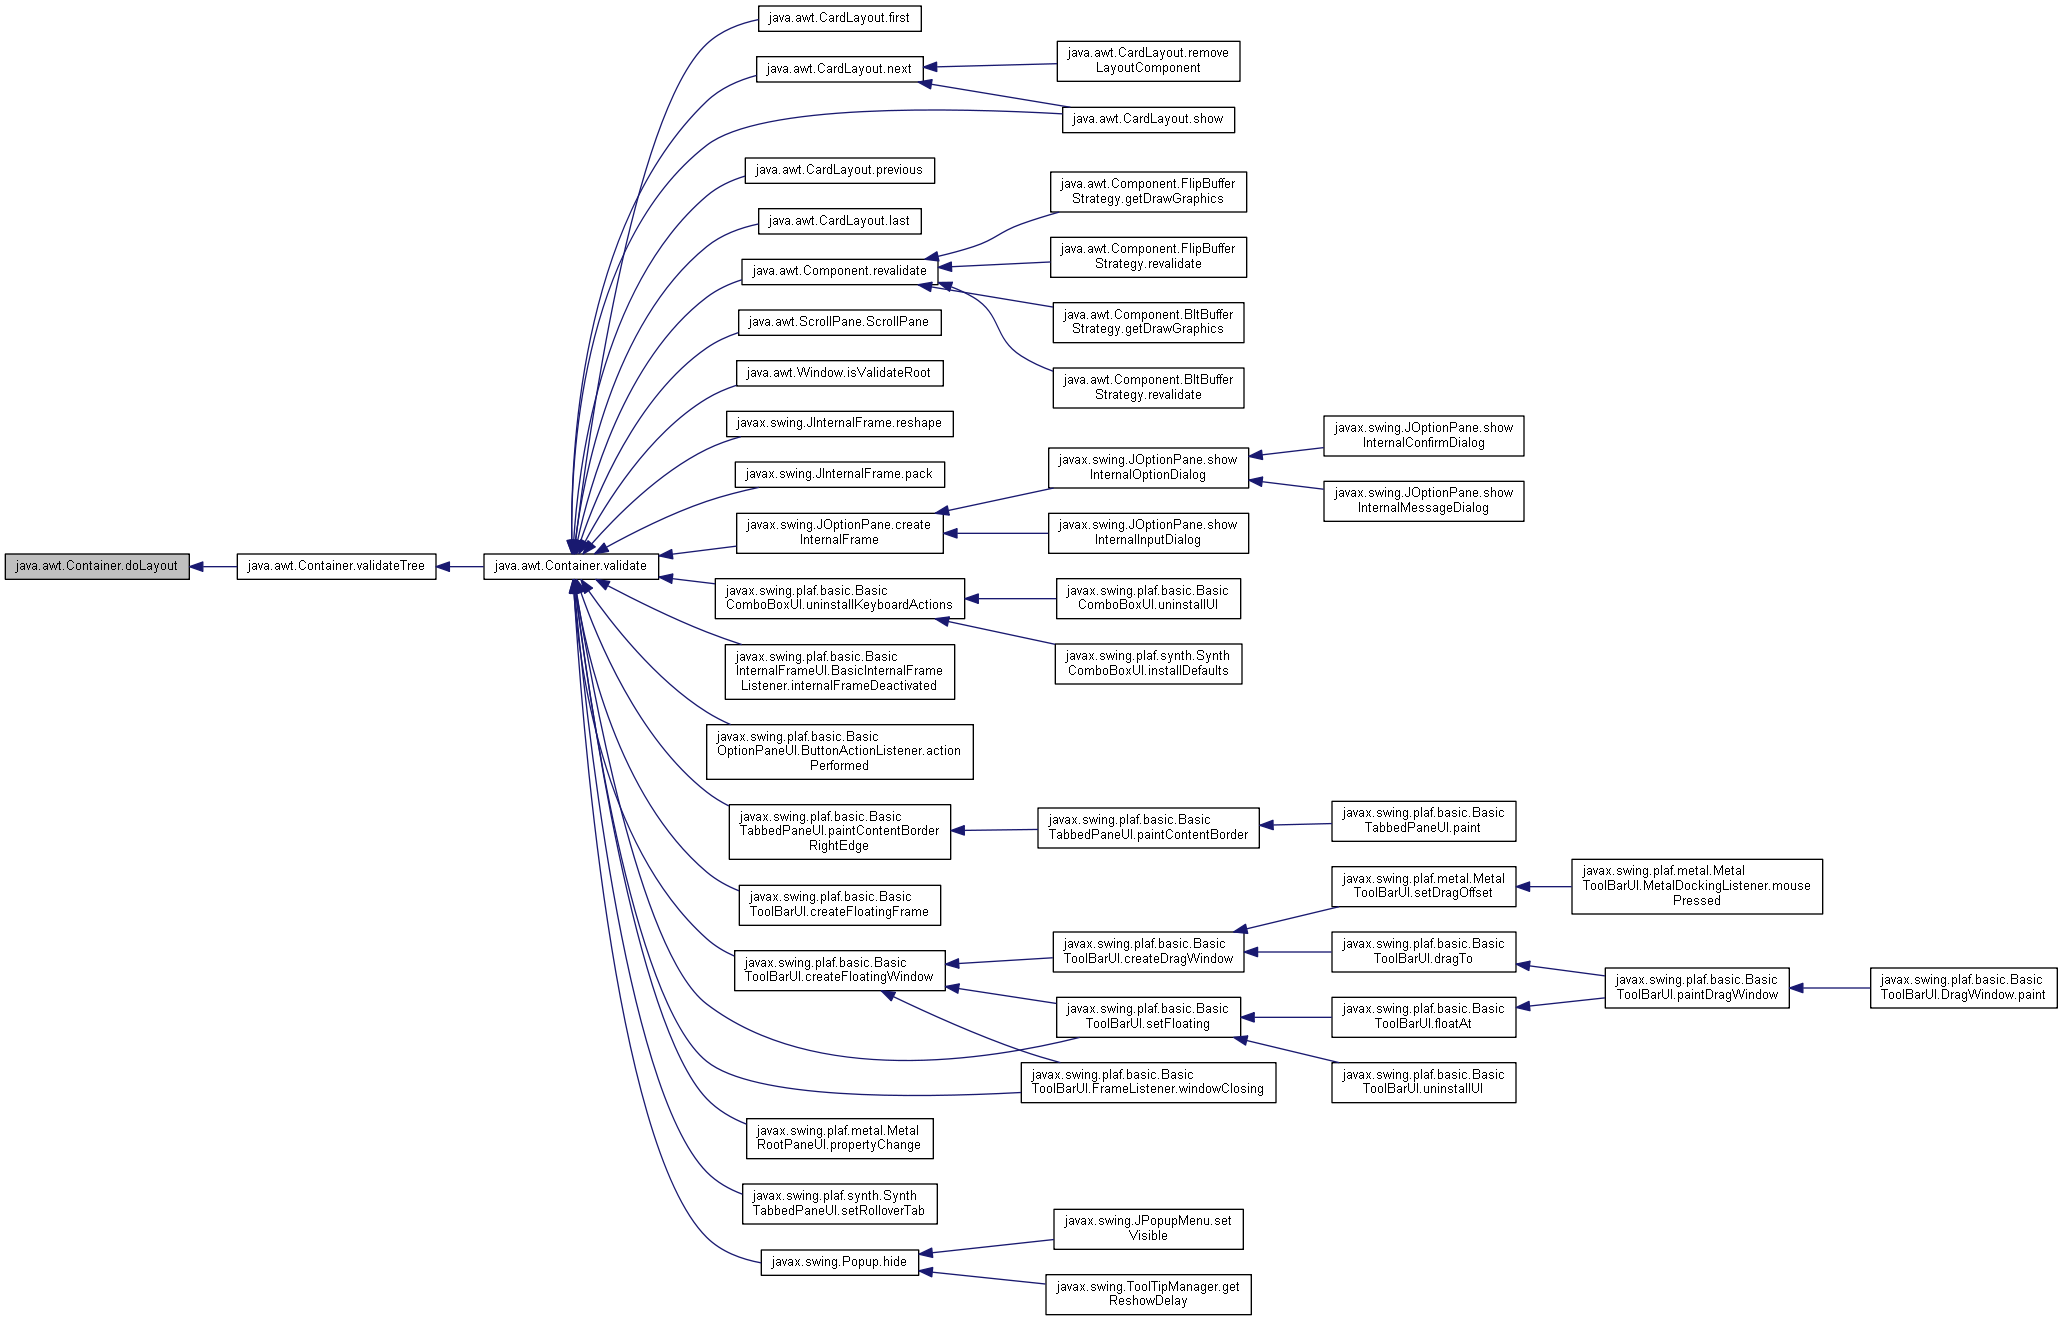 java.awt.Container.doLayout
java.awt.Container.validateTree
java.awt.Container.validate
java.awt.CardLayout.first
java.awt.CardLayout.next
java.awt.CardLayout.remove
LayoutComponent
java.awt.CardLayout.show
java.awt.CardLayout.previous
java.awt.CardLayout.last
java.awt.Component.revalidate
java.awt.Component.FlipBuffer
Strategy.getDrawGraphics
java.awt.Component.FlipBuffer
Strategy.revalidate
java.awt.Component.BltBuffer
Strategy.getDrawGraphics
java.awt.Component.BltBuffer
Strategy.revalidate
java.awt.ScrollPane.ScrollPane
java.awt.Window.isValidateRoot
javax.swing.JInternalFrame.reshape
javax.swing.JInternalFrame.pack
javax.swing.JOptionPane.create
InternalFrame
javax.swing.JOptionPane.show
InternalOptionDialog
javax.swing.JOptionPane.show
InternalConfirmDialog
javax.swing.JOptionPane.show
InternalMessageDialog
javax.swing.JOptionPane.show
InternalInputDialog
javax.swing.plaf.basic.Basic
ComboBoxUI.uninstallKeyboardActions
javax.swing.plaf.basic.Basic
ComboBoxUI.uninstallUI
javax.swing.plaf.synth.Synth
ComboBoxUI.installDefaults
javax.swing.plaf.basic.Basic
InternalFrameUI.BasicInternalFrame
Listener.internalFrameDeactivated
javax.swing.plaf.basic.Basic
OptionPaneUI.ButtonActionListener.action
Performed
javax.swing.plaf.basic.Basic
TabbedPaneUI.paintContentBorder
RightEdge
javax.swing.plaf.basic.Basic
TabbedPaneUI.paintContentBorder
javax.swing.plaf.basic.Basic
TabbedPaneUI.paint
javax.swing.plaf.basic.Basic
ToolBarUI.createFloatingFrame
javax.swing.plaf.basic.Basic
ToolBarUI.createFloatingWindow
javax.swing.plaf.basic.Basic
ToolBarUI.createDragWindow
javax.swing.plaf.metal.Metal
ToolBarUI.setDragOffset
javax.swing.plaf.metal.Metal
ToolBarUI.MetalDockingListener.mouse
Pressed
javax.swing.plaf.basic.Basic
ToolBarUI.dragTo
javax.swing.plaf.basic.Basic
ToolBarUI.paintDragWindow
javax.swing.plaf.basic.Basic
ToolBarUI.DragWindow.paint
javax.swing.plaf.basic.Basic
ToolBarUI.setFloating
javax.swing.plaf.basic.Basic
ToolBarUI.floatAt
javax.swing.plaf.basic.Basic
ToolBarUI.uninstallUI
javax.swing.plaf.basic.Basic
ToolBarUI.FrameListener.windowClosing
javax.swing.plaf.metal.Metal
RootPaneUI.propertyChange
javax.swing.plaf.synth.Synth
TabbedPaneUI.setRolloverTab
javax.swing.Popup.hide
javax.swing.JPopupMenu.set
Visible
javax.swing.ToolTipManager.get
ReshowDelay